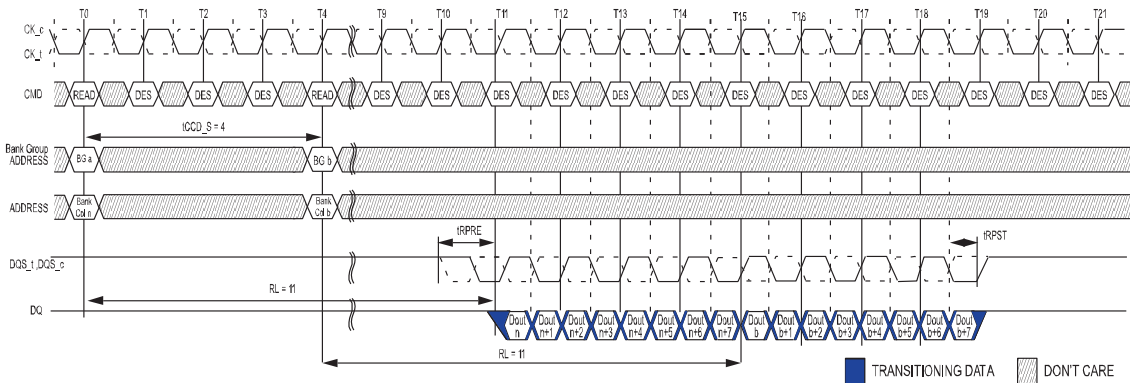 T0 T1 T2 T3 T4 T9 T10 T11 T12 T13 T14 T15 T16 T17 T18 T19 T20 T21
CK_c
CK_t
CMD READ DES DES DES READ DES DES DES DES DES DES DES DES DES DES DES DES DES
tCCD_S = 4
Bank Group
ADDRESS BG a BG b
ADDRESS Bank Col n Bank Col b
tRPRE tRPST
DQS_t ,DQS_c
RL = 11
DQ Dout n Dout n+1 Dout n+2 Dout n+3 Dout n+4 Dout n+5 Dout n+6 Dout n+7 Dout b Dout b+1 Dout b+2 Dout b+3 Dout b+4 Dout b+5 Dout b+6 Dout b+7
RL = 11
TRANSITIONING DATA DON'T CARE